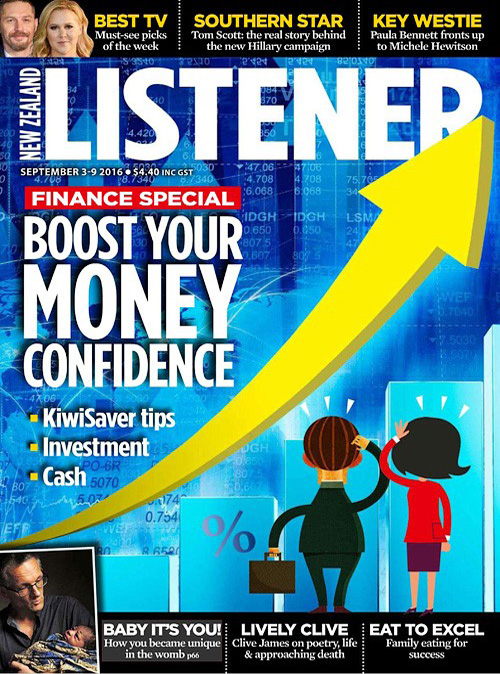 BEST TV
Must-see picks
of the week
SOUTHERN STAR
Tom Scott: the real story behind
the new Hillary campaign
KEY WESTIE
Paula Bennett fronts up
to Michele Hewitson
NEW ZEALAND
LISTENER
SEPTEMBER 3-9 2016 ● $4.40 INC GST
FINANCE SPECIAL
BOOST YOUR
MONEY
CONFIDENCE
KiwiSaver tips
Investment
Cash
%
BABY IT'S YOU!
How you became unique
in the womb p66
LIVELY CLIVE
Clive James on poetry, life
& approaching death
EAT TO EXCEL
Family eating for
success